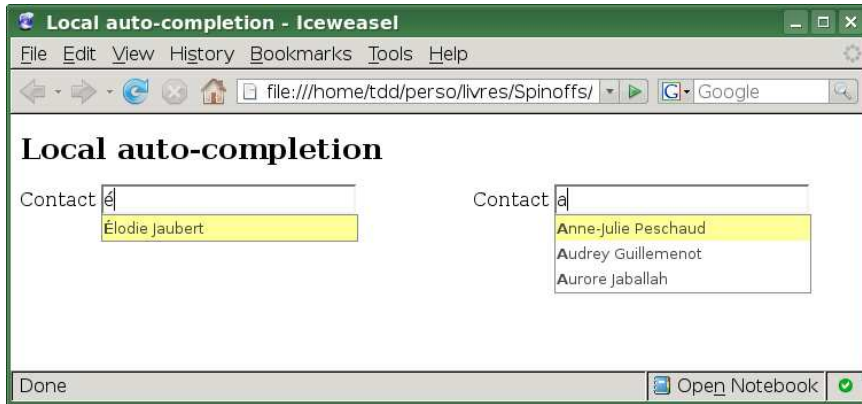 Local auto-completion - Iceweasel
File Edit View History Bookmarks Tools Help
file:///home/tdd/perso/livres/Spinoffs/ G Google
Local auto-completion
Contact é
Élodie Jaubert
Contact a
Anne-Julie Peschaud
Audrey Guillemenot
Aurore Jaballah
Done Open Notebook